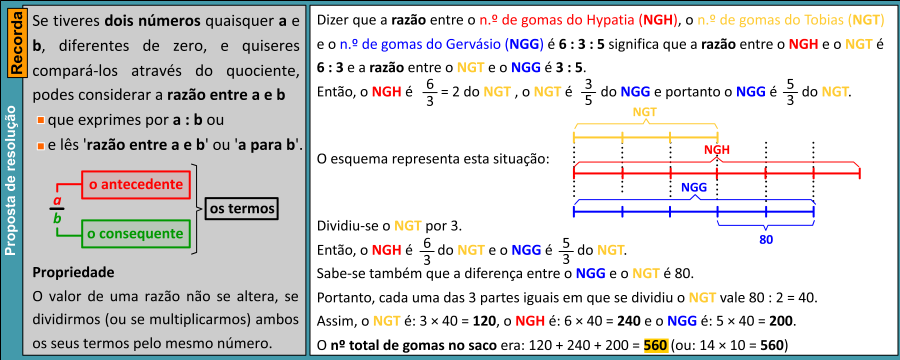 Recorda
Proposta de resolução
Se tiveres dois números quaisquer a e
b, diferentes de zero, e quiseres
compará-los através do quociente,
podes considerar a razão entre a e b
que exprimes por a : b ou
e lês 'razão entre a e b' ou 'a para b'.
a
b
o antecedente
o consequente
os termos
Propriedade
O valor de uma razão não se altera, se
dividirmos (ou se multiplicarmos) ambos
os seus termos pelo mesmo número.
Dizer que a razão entre o n.º de gomas do Hypatia (NGH), o n.º de gomas do Tobias (NGT)
e o n.º de gomas do Gervásio (NGG) é 6 : 3 : 5 significa que a razão entre o NGH e o NGT é
6 : 3 e a razão entre o NGT e o NGG é 3 : 5.
Então, o NGH é 6/3 = 2 do NGT , o NGT é 3/5 do NGG e portanto o NGG é 5/3 do NGT.
NGT
NGH
O esquema representa esta situação:
NGG
80
Dividiu-se o NGT por 3.
Então, o NGH é 6/3 do NGT e o NGG é 5/3 do NGT.
Sabe-se também que a diferença entre o NGG e o NGT é 80.
Portanto, cada uma das 3 partes iguais em que se dividiu o NGT vale 80 : 2 = 40.
Assim, o NGT é: 3 × 40 = 120, o NGH é: 6 × 40 = 240 e o NGG é: 5 × 40 = 200.
O nº total de gomas no saco era: 120 + 240 + 200 = 560 (ou: 14 × 10 = 560)